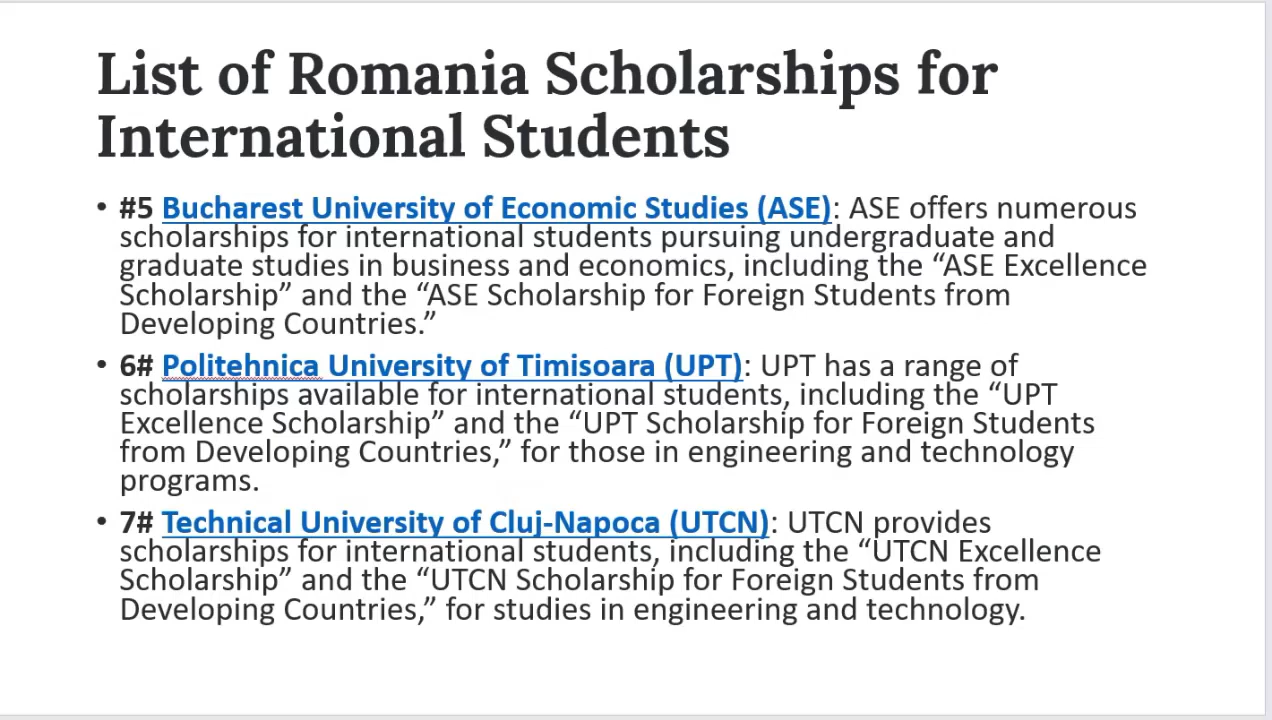 List of Romania Scholarships for
International Students
• #5 Bucharest University of Economic Studies (ASE): ASE offers numerous
scholarships for international students pursuing undergraduate and
graduate studies in business and economics, including the “ASE Excellence
Scholarship” and the “ASE Scholarship for Foreign Students from
Developing Countries.”
• 6# Politehnica University of Timisoara (UPT): UPT has a range of
scholarships available for international students, including the “UPT
Excellence Scholarship” and the “UPT Scholarship for Foreign Students
from Developing Countries,” for those in engineering and technology
programs.
• 7# Technical University of Cluj-Napoca (UTCN): UTCN provides
scholarships for international students, including the “UTCN Excellence
Scholarship” and the “UTCN Scholarship for Foreign Students from
Developing Countries,” for studies in engineering and technology.